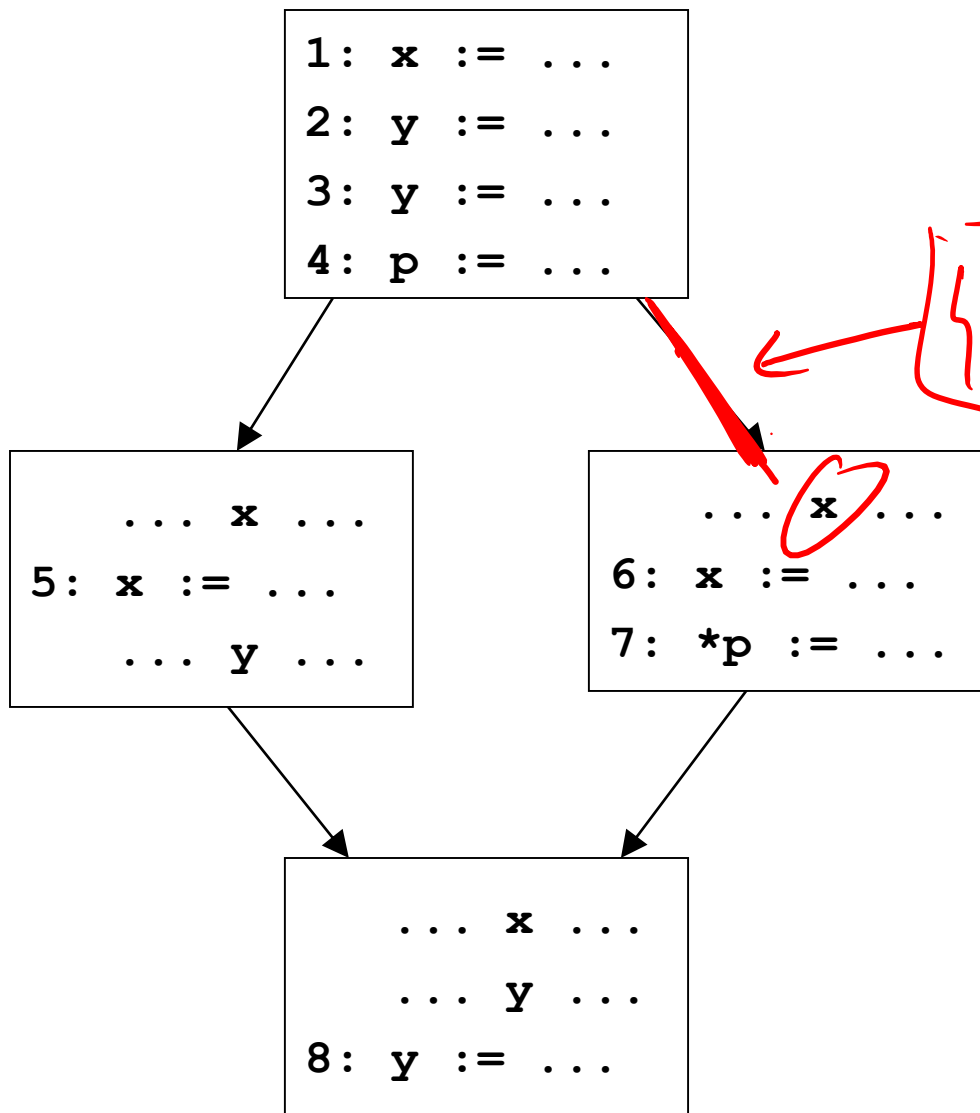 1: x := ...
2: y := ...
3: y := ...
4: p := ...
... x ...
5: x := ...
... y ...
... x ...
6: x := ...
7: *p := ...
... x ...
... y ...
8: y := ...